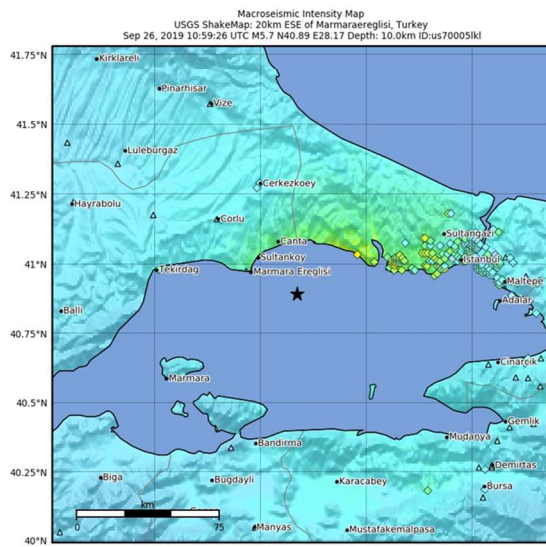 Macroseismic Intensity Map
USGS ShakeMap: 20km ESE of Marmaraereglisi, Turkey
Sep 26, 2019 10:59:26 UTC M5.7 N40.89 E28.17 Depth: 10.0km ID:us70005lkl
41.75°N
Kirklareli
Pinarhisar
Vize
41.5°N
Luleburgaz
41.25°N
Cerkezkoey
Hayrabolu
Corlu
Sultangazi
Canta
Sultankoy
Istanbul
41°N
Tekirdag
Marmara Ereglisi
Maltepe
Adalar
Balli
40.75°N
Cinarcik
Marmara
40.5°N
Gemlik
Mudanya
Bandirma
40.25°N
Demirtas
Biga
Bugdayli
Karacabey
Bursa
km
0
75
Manyas
Mustafakemalpasa
40°N